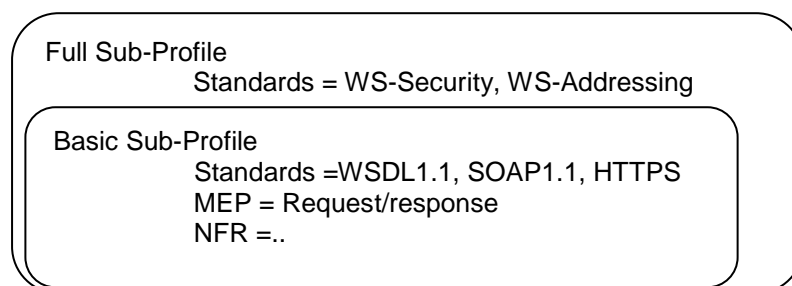 Full Sub-Profile
Standards = WS-Security, WS-Addressing
Basic Sub-Profile
Standards =WSDL1.1, SOAP1.1, HTTPS
MEP = Request/response
NFR =..